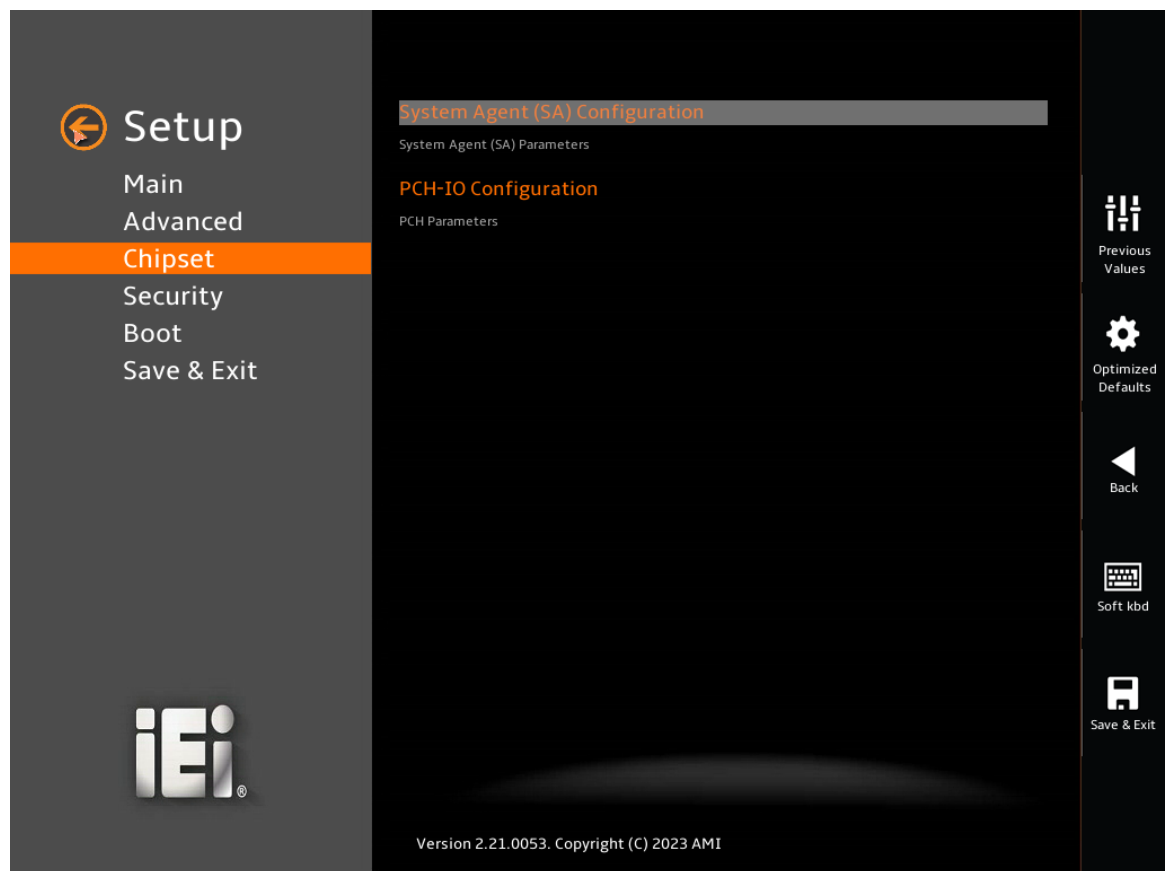 Setup
Main
Advanced
Chipset
Security
Boot
Save & Exit
iEi®
System Agent (SA) Configuration
System Agent (SA) Parameters
PCH-IO Configuration
PCH Parameters
Version 2.21.0053. Copyright (C) 2023 AMI
Previous
Values
Optimized
Defaults
Back
Soft kbd
Save & Exit